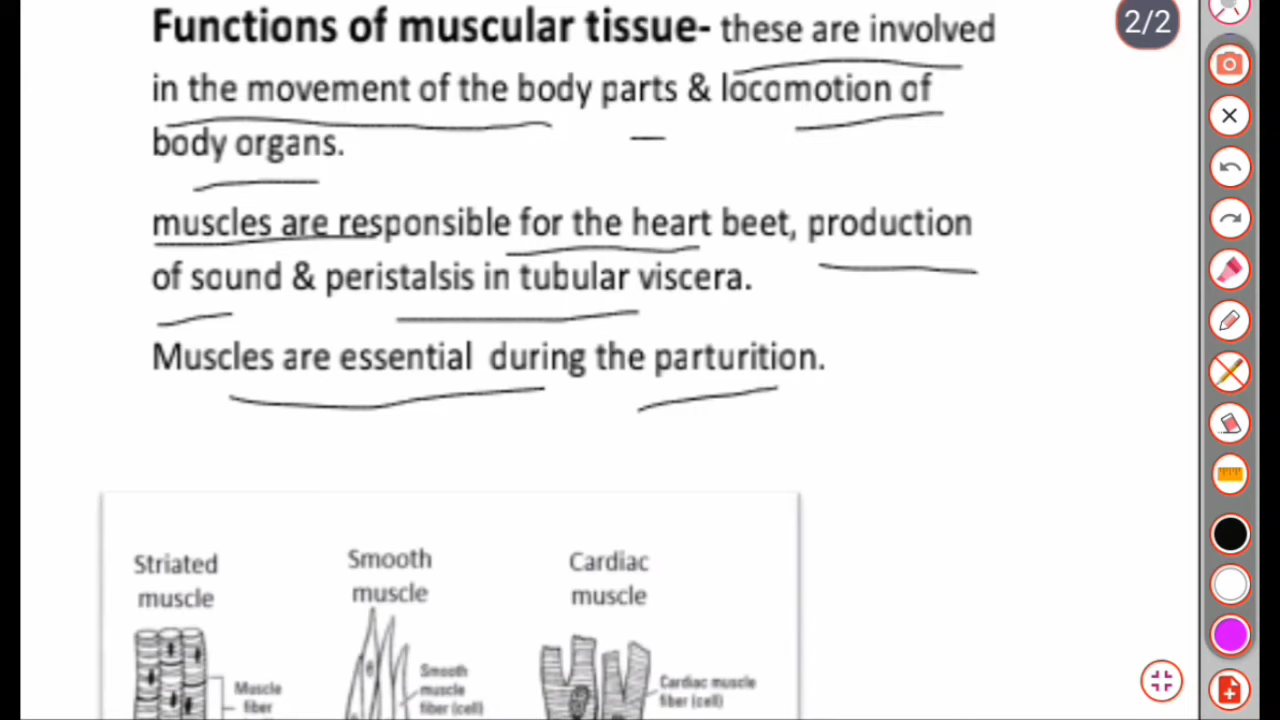 Functions of muscular tissue- these are involved
2/2
in the movement of the body parts & locomotion of
body organs.
muscles are responsible for the heart beet, production
of sound & peristalsis in tubular viscera.
Muscles are essential during the parturition.
Striated
muscle
Smooth
muscle
Cardiac
muscle
Muscle
fiber
Smooth
muscle
fiber (cell)
Cardiac muscle
fiber (cell)